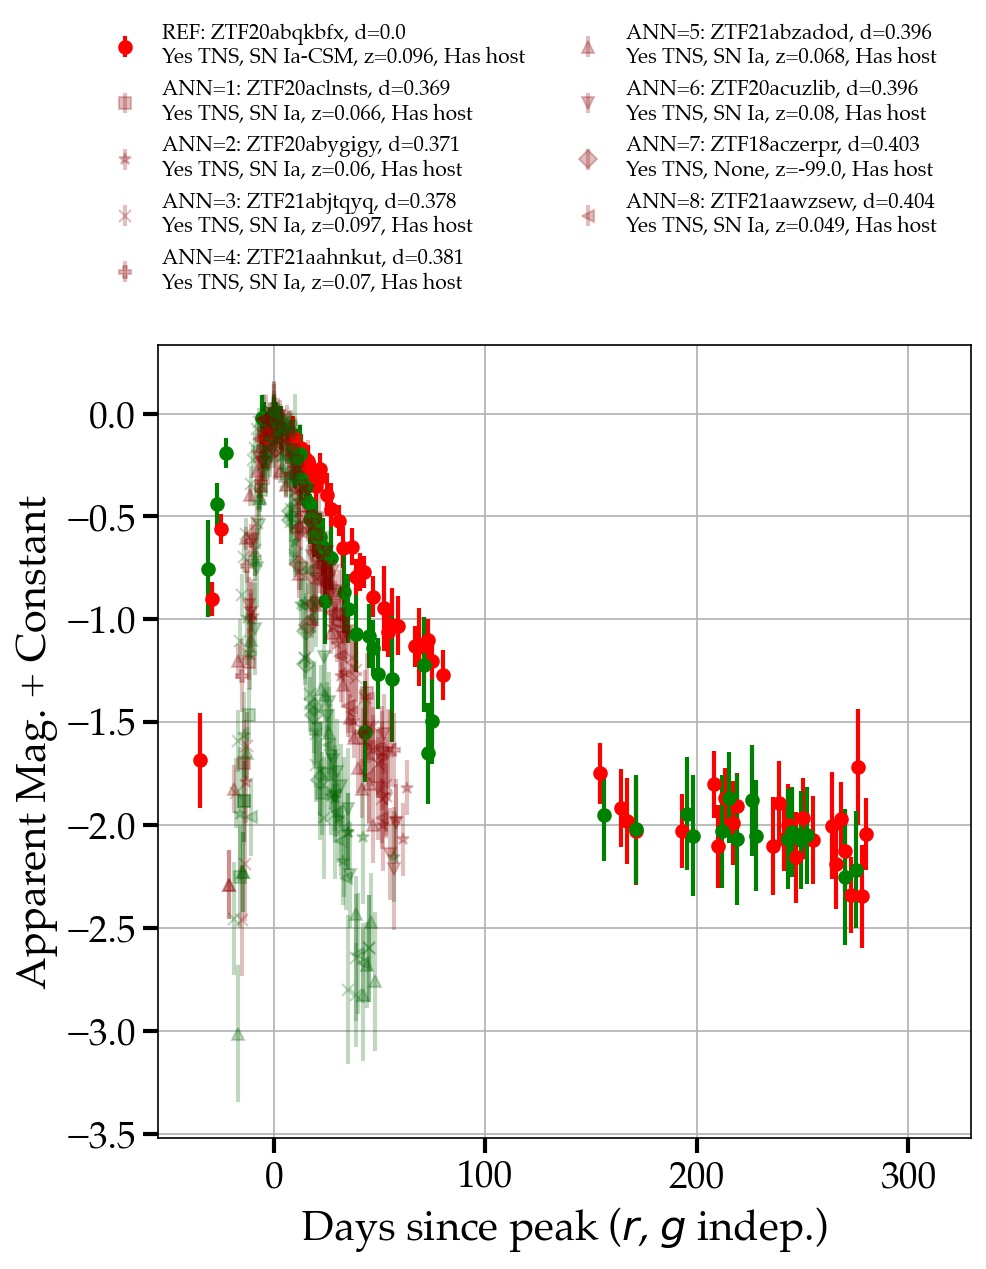 REF: ZTF20abqkbfx, d=0.0
Yes TNS, SN Ia-CSM, z=0.096, Has host
ANN=1: ZTF20aclnsts, d=0.369
Yes TNS, SN Ia, z=0.066, Has host
ANN=2: ZTF20abygigy, d=0.371
Yes TNS, SN Ia, z=0.06, Has host
ANN=3: ZTF21abjtqyq, d=0.378
Yes TNS, SN Ia, z=0.097, Has host
ANN=4: ZTF21aahnkut, d=0.381
Yes TNS, SN Ia, z=0.07, Has host
ANN=5: ZTF21abzadod, d=0.396
Yes TNS, SN Ia, z=0.068, Has host
ANN=6: ZTF20acuzlib, d=0.396
Yes TNS, SN Ia, z=0.08, Has host
ANN=7: ZTF18aczerpr, d=0.403
Yes TNS, None, z=-99.0, Has host
ANN=8: ZTF21aawzsew, d=0.404
Yes TNS, SN Ia, z=0.049, Has host
Apparent Mag. + Constant
0.0
−0.5
−1.0
−1.5
−2.0
−2.5
−3.0
−3.5
0
100
200
300
Days since peak (r, g indep.)